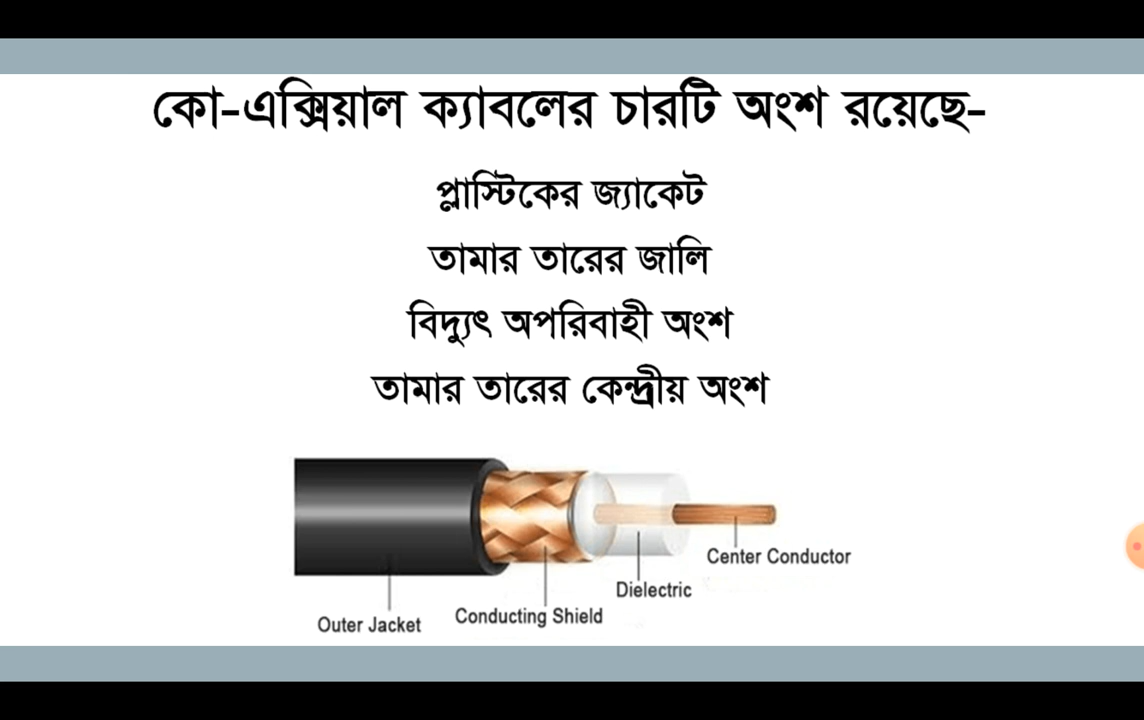 কো-এক্সিয়াল ক্যাবলের চারটি অংশ রয়েছে-
প্লাস্টিকের জ্যাকেট
তামার তারের জালি
বিদ্যুৎ অপরিবাহী অংশ
তামার তারের কেন্দ্রীয় অংশ
Center Conductor
Dielectric
Conducting Shield
Outer Jacket